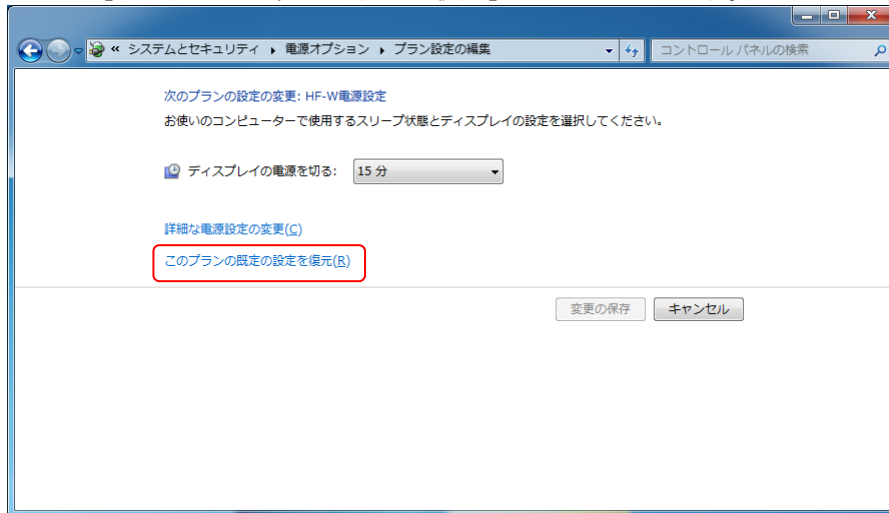 « システムとセキュリティ ▸ 電源オプション ▸ プラン設定の編集
コントロール パネルの検索
次のプランの設定の変更: HF-W電源設定
お使いのコンピューターで使用するスリープ状態とディスプレイの設定を選択してください。
ディスプレイの電源を切る: 15 分
詳細な電源設定の変更(C)
このプランの既定の設定を復元(R)
変更の保存 キャンセル